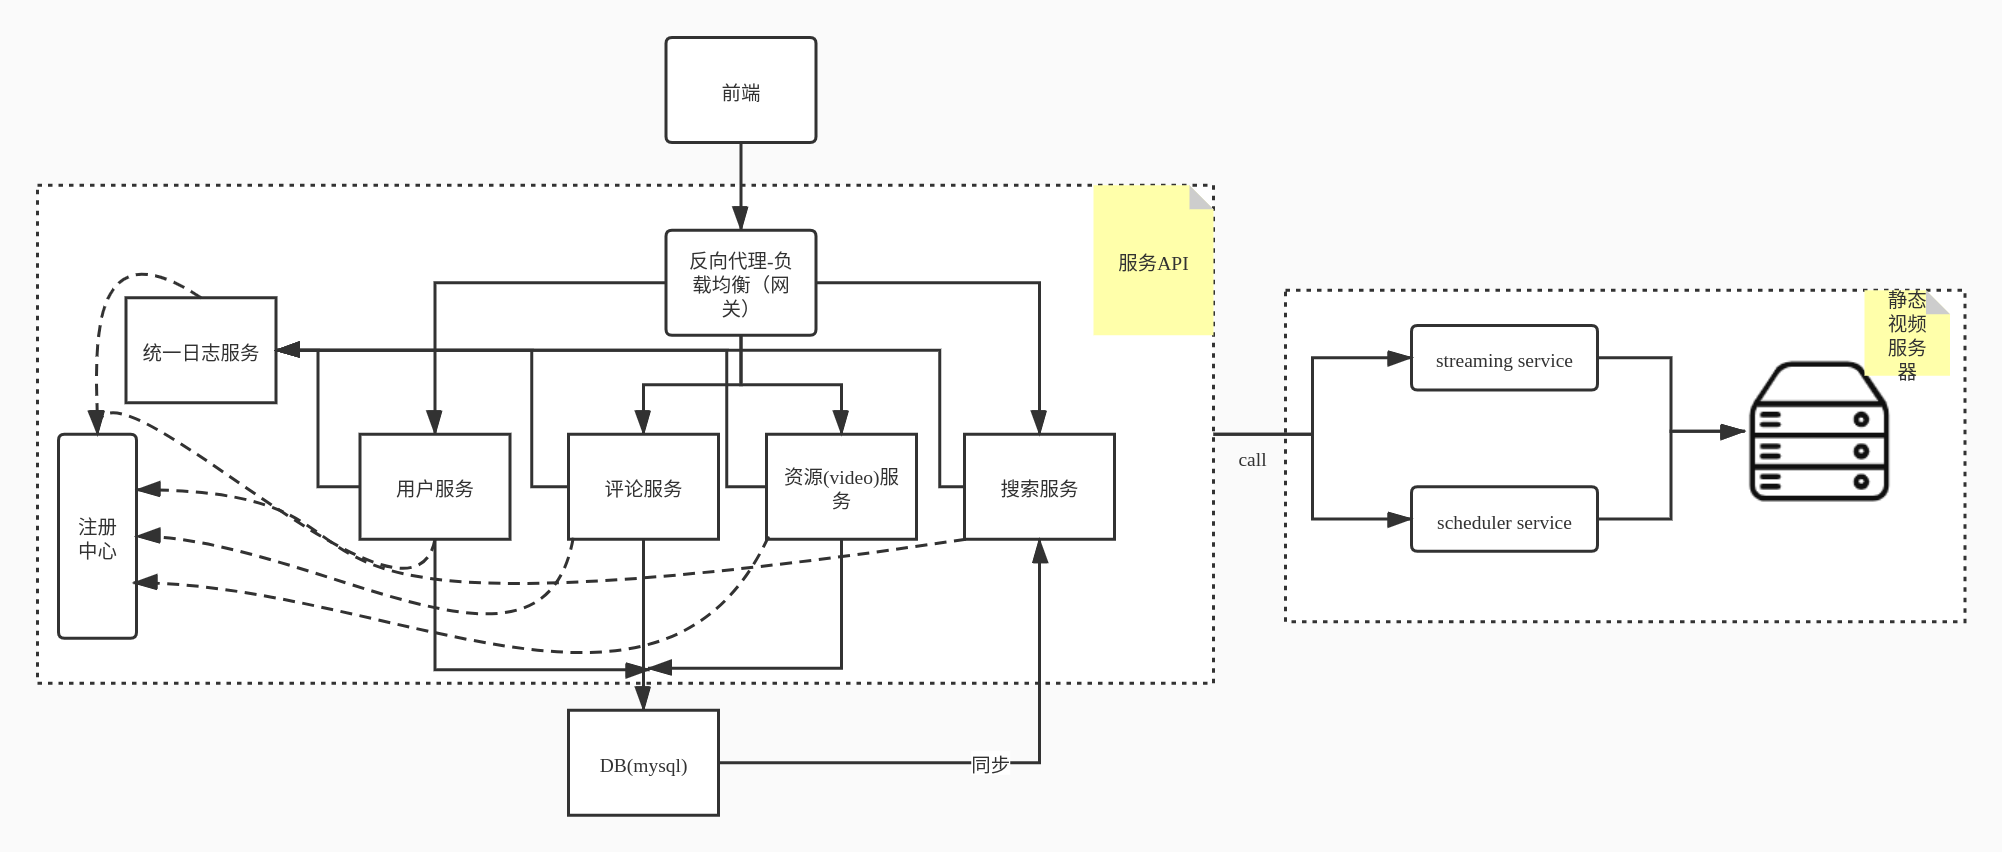 前端
反向代理-负
载均衡（网
关）
服务API
统一日志服务
静态
视频
服务
器
streaming service
call
用户服务
评论服务
资源(video)服
务
搜索服务
scheduler service
注册
中心
DB(mysql)
同步